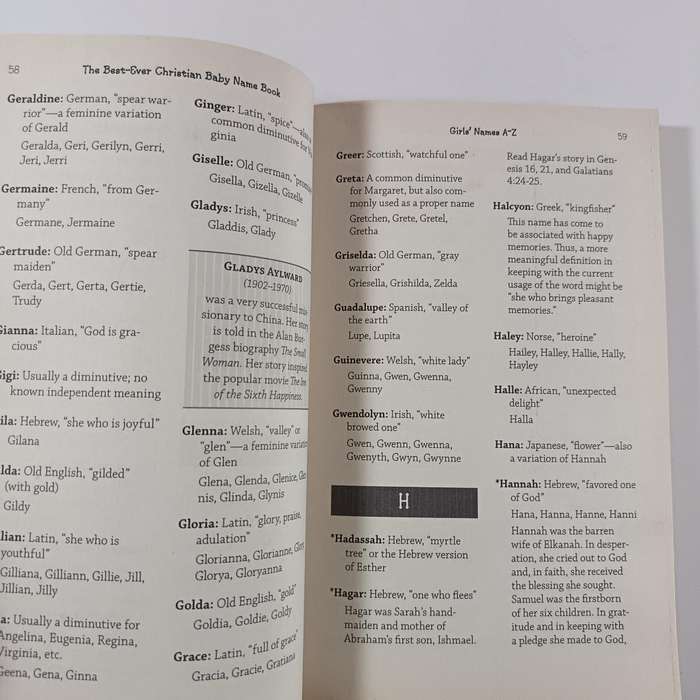 58
The Best-Ever Christian Baby Name Book
Geraldine: German, "spear war-
rior"—a feminine variation
of Gerald
Geralda, Geri, Gerilyn, Gerri,
Jeri, Jerri
Germaine: French, "from Ger-
many"
Germane, Jermaine
Gertrude: Old German, "spear
maiden"
Gerda, Gert, Gerta, Gertie,
Trudy
Gianna: Italian, "God is gra-
cious"
Gigi: Usually a diminutive; no
known independent meaning
ila: Hebrew, "she who is joyful"
Gilana
lda: Old English, "gilded"
(with gold)
Gildy
lian: Latin, "she who is
youthful"
Gilliana, Gilliann, Gillie, Jill,
Jillian, Jilly
a: Usually a diminutive for
Angelina, Eugenia, Regina,
Virginia, etc.
Geena, Gena, Ginna
Ginger: Latin, "spice"—also
common diminutive for
ginia
Giselle: Old German,
Gisella, Gizella, Gizelle
Gladys: Irish, "princess"
Gladdis, Glady
GLADYS AYLWARD
(1902–1970)
was a very successful mis-
sionary to China. Her story
is told in the Alan Bur-
gess biography The Small
Woman. Her story inspired
the popular movie The Inn
of the Sixth Happiness.
Glenna: Welsh, "valley" or
"glen"—a feminine variation
of Glen
Glena, Glenda, Glenice,
nis, Glinda, Glynis
Gloria: Latin, "glory, praise,
adulation"
Glorianna, Glorianne,
Glorya, Gloryanna
Golda: Old English, "gold"
Goldia, Goldie, Goldy
Grace: Latin, "full of grace"
Gracia, Gracie, Gratiana
Girls' Names A–Z
59
Greer: Scottish, "watchful one"
Greta: A common diminutive
for Margaret, but also com-
monly used as a proper name
Gretchen, Grete, Gretel,
Gretha
Griselda: Old German, "gray
warrior"
Griesella, Grishilda, Zelda
Guadalupe: Spanish, "valley of
the earth"
Lupe, Lupita
Guinevere: Welsh, "white lady"
Guinna, Gwen, Gwenna,
Gwenny
Gwendolyn: Irish, "white
browed one"
Gwen, Gwenn, Gwenna,
Gwenyth, Gwyn, Gwynne
H
*Hadassah: Hebrew, "myrtle
tree" or the Hebrew version
of Esther
*Hagar: Hebrew, "one who flees"
Hagar was Sarah's hand-
maiden and mother of
Abraham's first son, Ishmael.
Read Hagar's story in Gen-
esis 16, 21, and Galatians
4:24-25.
Halcyon: Greek, "kingfisher"
This name has come to
be associated with happy
memories. Thus, a more
meaningful definition in
keeping with the current
usage of the word might be
"she who brings pleasant
memories."
Haley: Norse, "heroine"
Hailey, Halley, Hallie, Hally,
Hayley
Halle: African, "unexpected
delight"
Halla
Hana: Japanese, "flower"—also
a variation of Hannah
*Hannah: Hebrew, "favored one
of God"
Hana, Hanna, Hanne, Hanni
Hannah was the barren
wife of Elkanah. In desper-
ation, she cried out to God
and, in faith, she received
the blessing she sought.
Samuel was the firstborn
of her six children. In grat-
itude and in keeping with
a pledge she made to God,